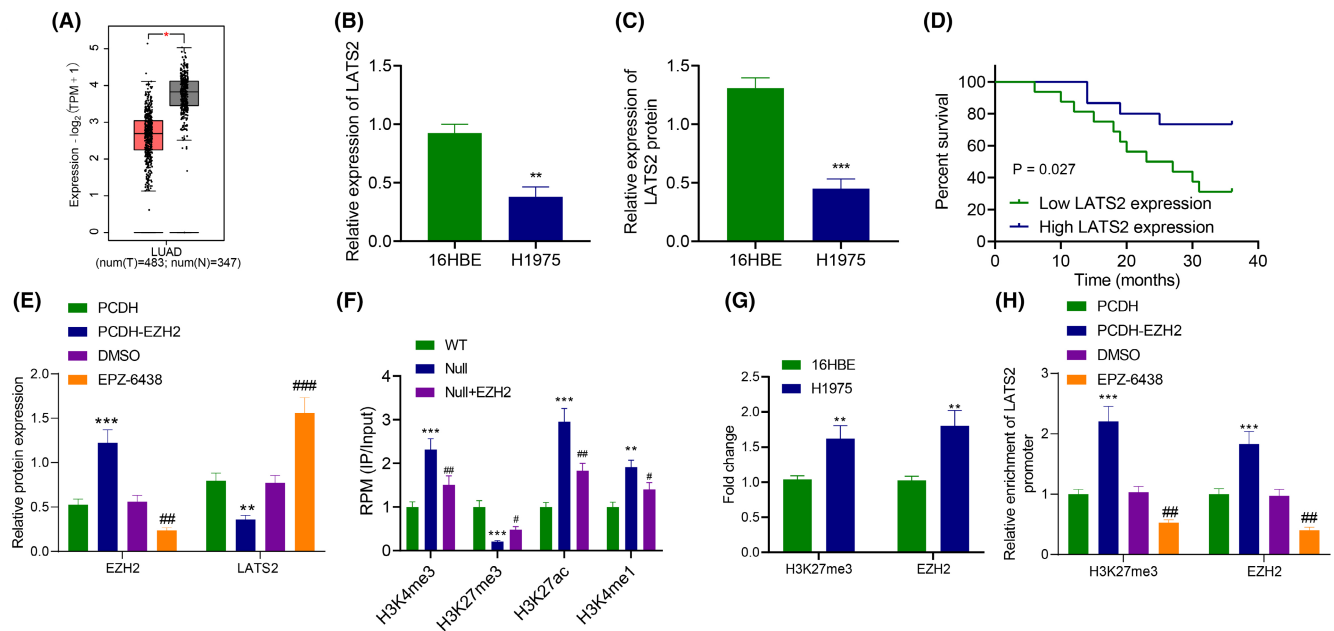 (A)
*
Expression - log2 (TPM + 1)
5
4
3
2
1
0
LUAD
(num(T)=483; num(N)=347)
(B)
Relative expression of LATS2
1.5
1.0
0.5
0.0
**
16HBE
H1975
(C)
Relative expression of
LATS2 protein
1.5
1.0
0.5
0.0
***
16HBE
H1975
(D)
Percent survival
100
80
60
40
20
0
P = 0.027
Low LATS2 expression
High LATS2 expression
0
10
20
30
40
Time (months)
(E)
PCDH
PCDH-EZH2
DMSO
EPZ-6438
Relative protein expression
2.0
1.5
1.0
0.5
0.0
***
##
**
###
EZH2
LATS2
(F)
WT
Null
Null+EZH2
RPM (IP/Input)
4
3
2
1
0
***
##
***
#
***
##
**
#
H3K4me3
H3K27me3
H3K27ac
H3K4me1
(G)
16HBE
H1975
Fold change
2.5
2.0
1.5
1.0
0.5
0.0
**
**
H3K27me3
EZH2
(H)
PCDH
PCDH-EZH2
DMSO
EPZ-6438
Relative enrichment of LATS2
promoter
3
2
1
0
***
##
***
##
H3K27me3
EZH2